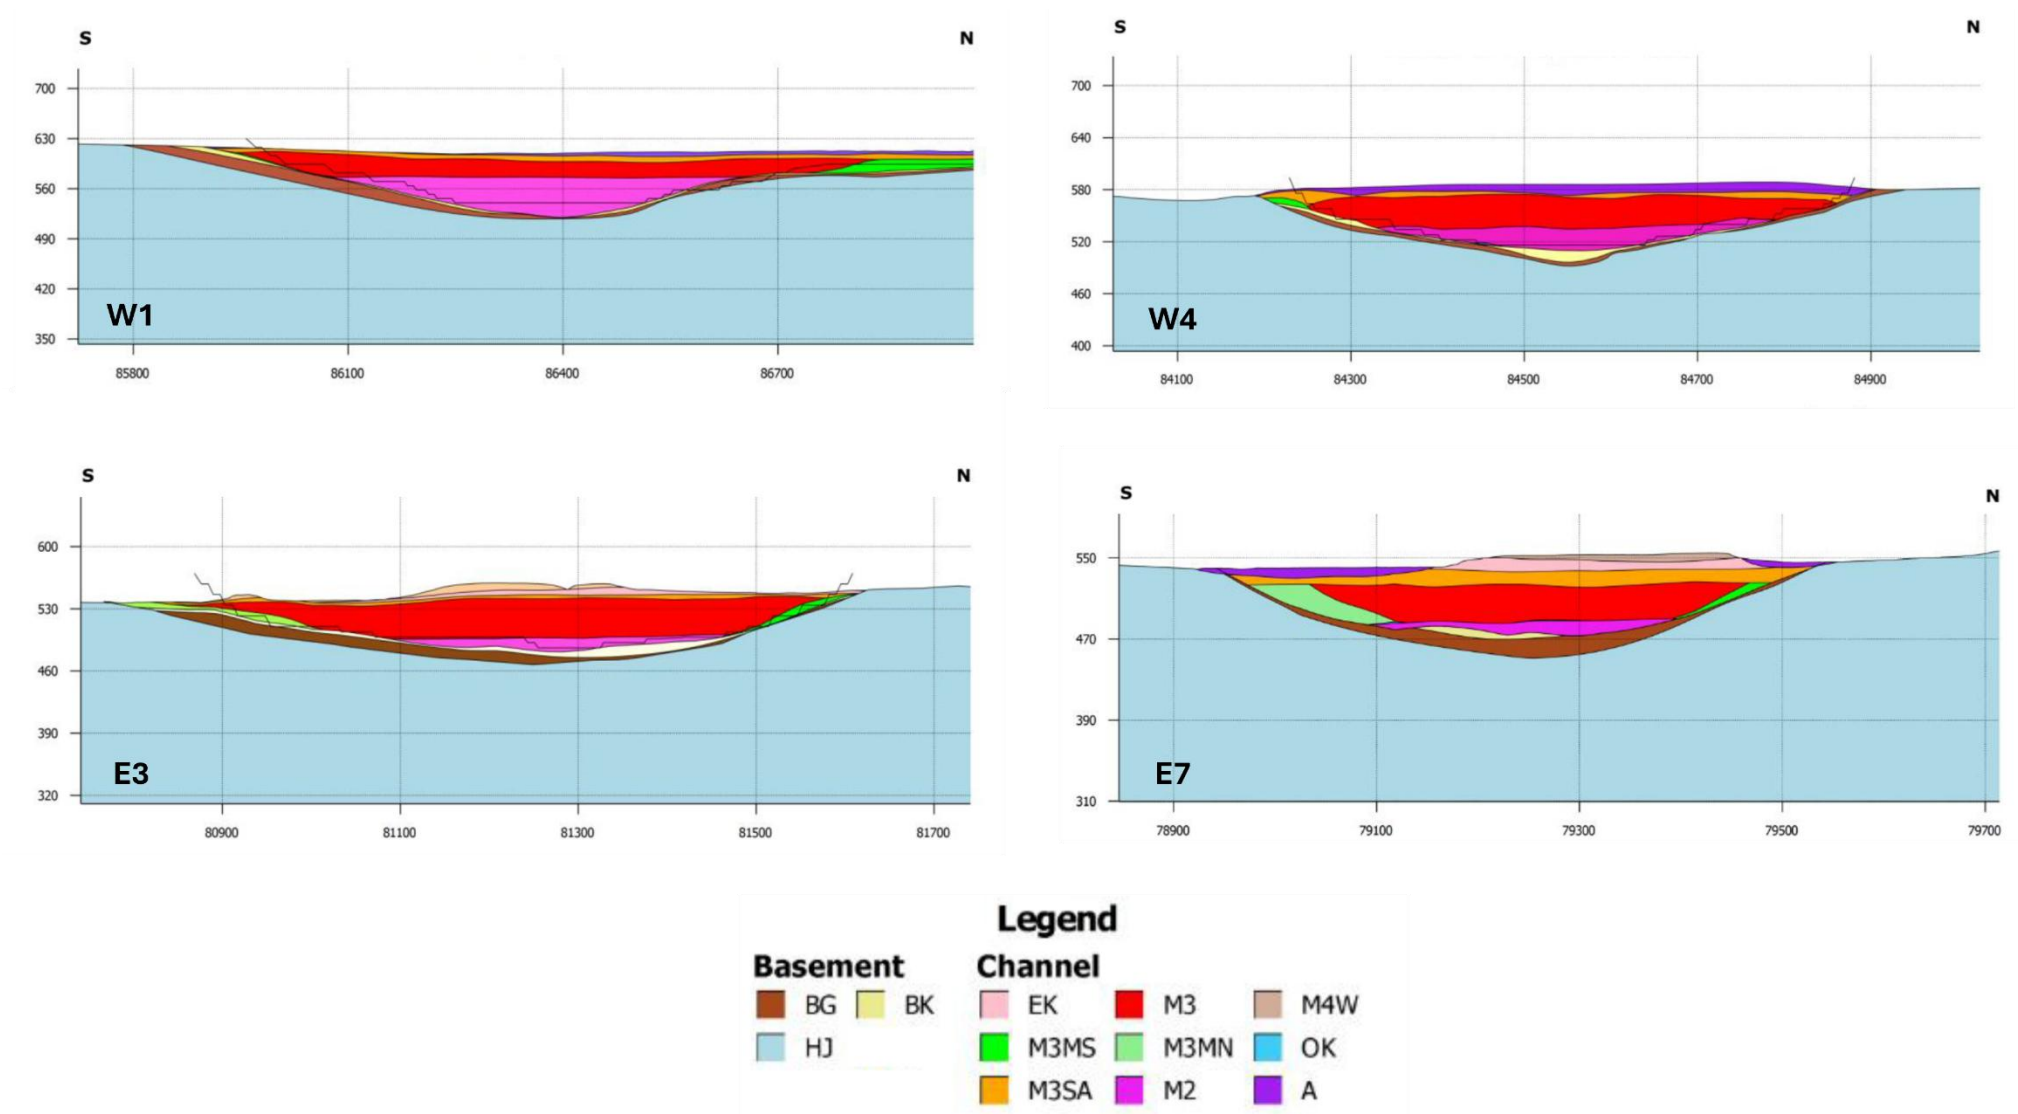 S N
700
630
560
490
420
350
W1
85800 86100 86400 86700
S N
700
640
580
520
460
400
W4
84100 84300 84500 84700 84900
S N
600
530
460
390
320
E3
80900 81100 81300 81500 81700
S N
550
470
390
310
E7
78900 79100 79300 79500 79700
Legend
Basement Channel
BG BK EK M3 M4W
HJ M3MS M3MN OK
M3SA M2 A